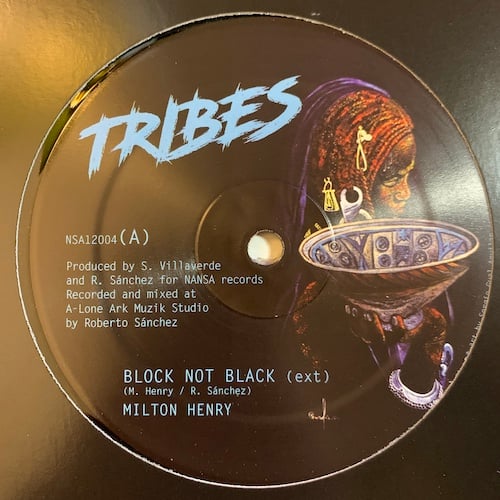 TRIBES
NSA12004 (A)
Produced by S. Villaverde
and R. Sánchez for NANSA records
Recorded and mixed at
A-Lone Ark Muzik Studio
by Roberto Sánchez
BLOCK NOT BLACK (ext)
(M. Henry / R. Sánchez)
MILTON HENRY